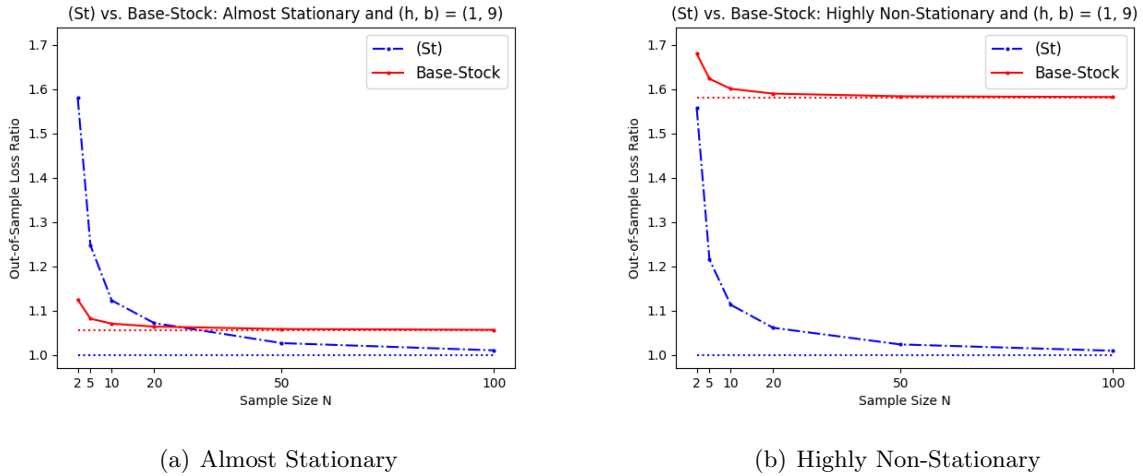 (St) vs. Base-Stock: Almost Stationary and (h, b) = (1, 9)
1.7
1.6
1.5
1.4
1.3
1.2
1.1
1.0
Out-of-Sample Loss Ratio
(St)
Base-Stock
2 5 10 20 50 100
Sample Size N
(a) Almost Stationary
(St) vs. Base-Stock: Highly Non-Stationary and (h, b) = (1, 9)
1.7
1.6
1.5
1.4
1.3
1.2
1.1
1.0
Out-of-Sample Loss Ratio
(St)
Base-Stock
2 5 10 20 50 100
Sample Size N
(b) Highly Non-Stationary